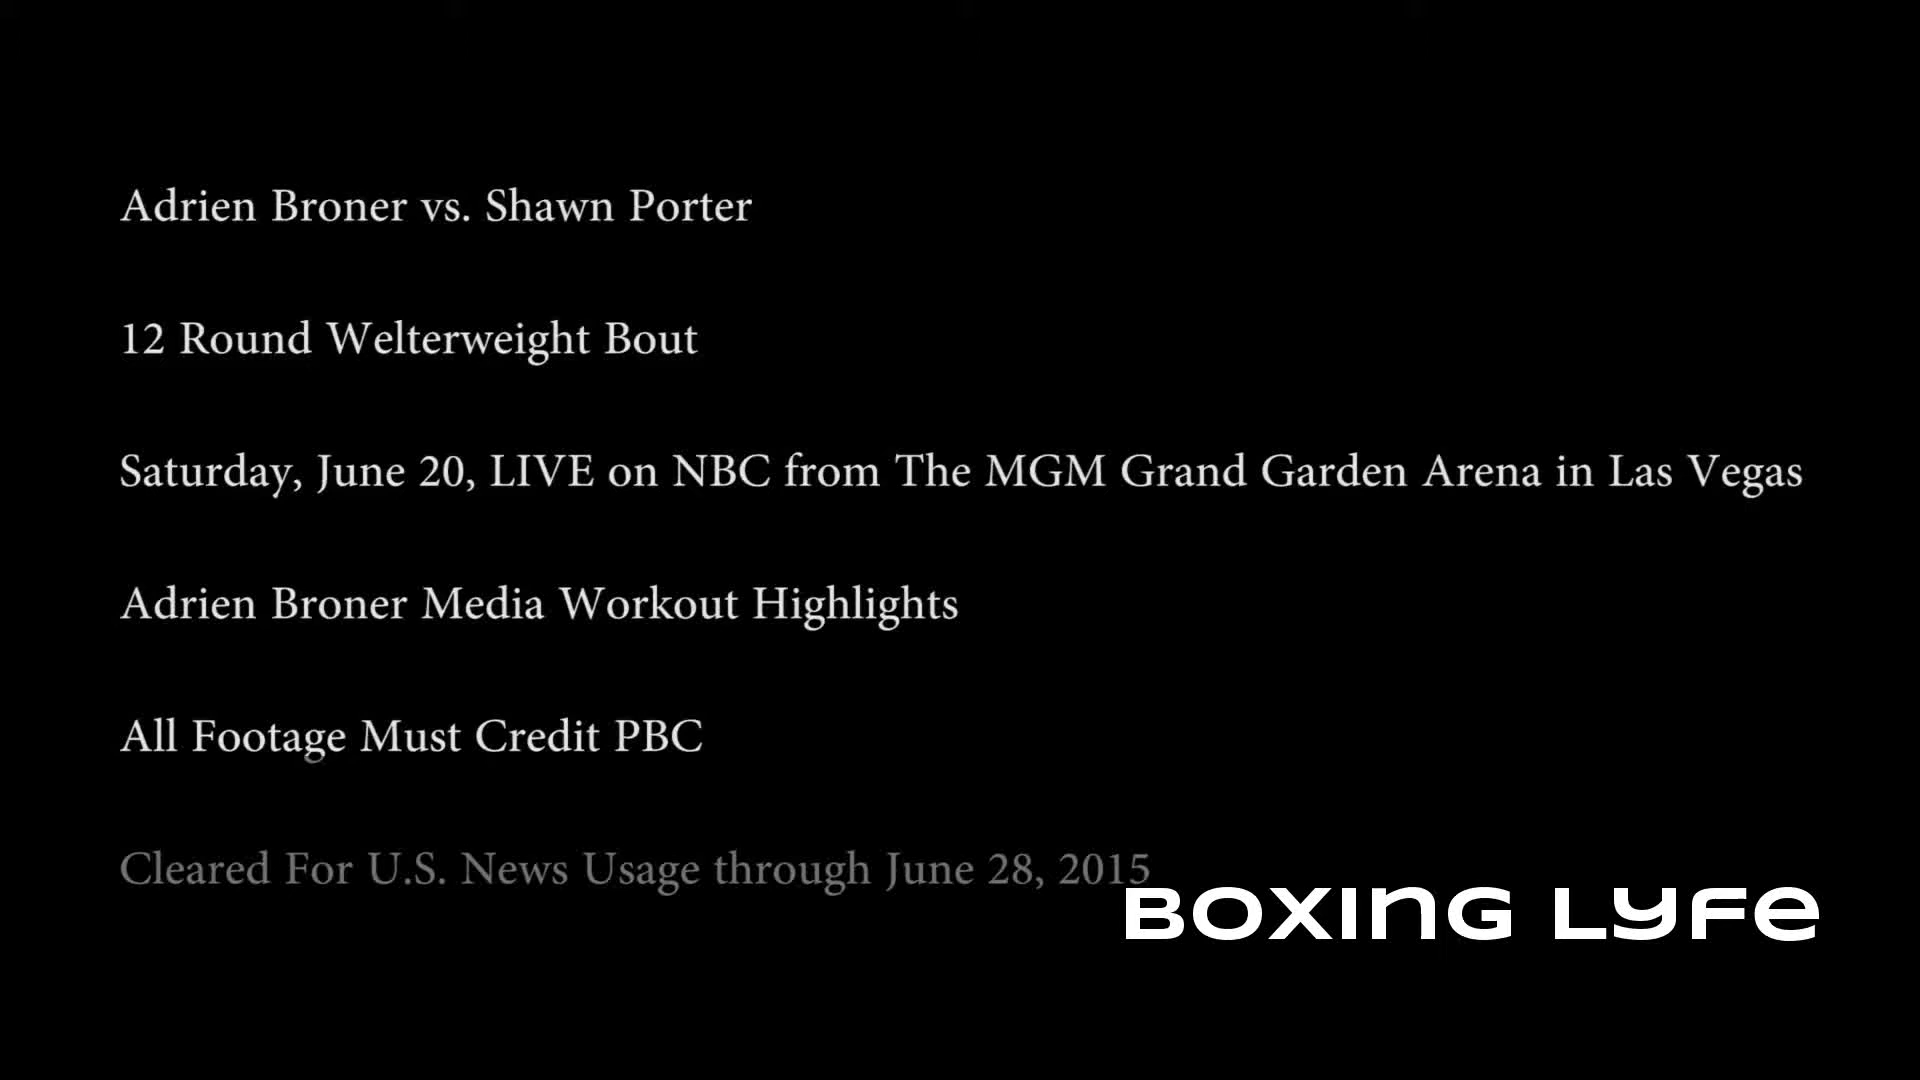 Adrien Broner vs. Shawn Porter
12 Round Welterweight Bout
Saturday, June 20, LIVE on NBC from The MGM Grand Garden Arena in Las Vegas
Adrien Broner Media Workout Highlights
All Footage Must Credit PBC
Cleared For U.S. News Usage through June 28, 2015
BOXING LYFE